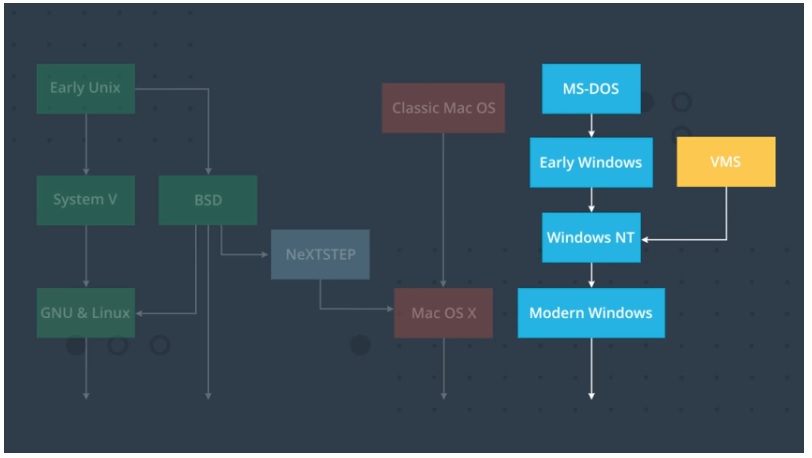 Early Unix
Classic Mac OS
MS-DOS
Early Windows
VMS
System V
BSD
Windows NT
NeXTSTEP
GNU & Linux
Mac OS X
Modern Windows